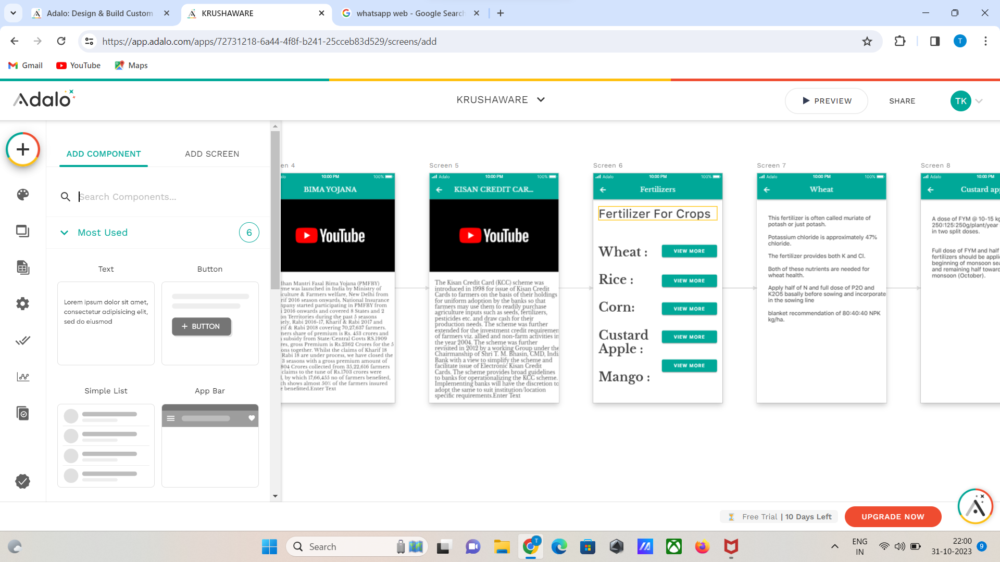 Adalo: Design & Build Custom
KRUSHAWARE
whatsapp web - Google Search
https://app.adalo.com/apps/72731218-6a44-4f8f-b241-25cceb83d529/screens/add
T
Gmail
YouTube
Maps
Adalo
KRUSHAWARE
PREVIEW
SHARE
TK
ADD COMPONENT
ADD SCREEN
Search Components...
Most Used
6
Text
Button
Lorem ipsum dolor sit amet,
consectetur adipisicing elit,
sed do eiusmod
+ BUTTON
Simple List
App Bar
en 4
alo 10:00 PM 100%
BIMA YOJANA
YouTube
dhan Mantri Fasal Bima Yojana (PMFBY)
eme was launched in India by Ministry of
iculture & Farmers welfare, New Delhi from
rif 2016 season onwards. National Insurance
npany started participating in PMFBY from
i 2016 onwards and covered 8 States and 2
on Territories during the past 5 seasons
nely, Rabi 2016-17, Kharif & Rabi 2017 and
rif & Rabi 2018 covering 70,27,637 farmers.
mers share of premium is Rs. 453 crores and
subsidy from State/Central Govts RS.1909
res, gross Premium is Rs.2362 Crores for the 5
ons together. Whilst the claims of Kharif 18
Rabi 18 are under process, we have closed the
3 seasons with a gross premium amount of
804 Crores collected from 35,22,616 farmers
claims to the tune of Rs.1703 crores were
l, by which 17,66,455 no of farmers benefited,
ch shows almost 50% of the farmers insured
e benefitted.Enter Text
Screen 5
Adalo 10:00 PM 100%
KISAN CREDIT CAR...
YouTube
The Kisan Credit Card (KCC) scheme was
introduced in 1998 for issue of Kisan Credit
Cards to farmers on the basis of their holdings
for uniform adoption by the banks so that
farmers may use them to readily purchase
agriculture inputs such as seeds, fertilizers,
pesticides etc. and draw cash for their
production needs. The scheme was further
extended for the investment credit requiremen
of farmers viz. allied and non-farm activities in
the year 2004. The scheme was further
revisited in 2012 by a working Group under the
Chairmanship of Shri T. M. Bhasin, CMD, Indi
Bank with a view to simplify the scheme and
facilitate issue of Electronic Kisan Credit
Cards. The scheme provides broad guidelines
to banks for operationalizing the KCC scheme.
Implementing banks will have the discretion to
adopt the same to suit institution/location
specific requirements.Enter Text
Screen 6
Adalo 10:00 PM 100%
Fertilizers
Fertilizer For Crops
Wheat : VIEW MORE
Rice : VIEW MORE
Corn: VIEW MORE
Custard VIEW MORE
Apple :
VIEW MORE
Mango :
Screen 7
Adalo 10:00 PM 100%
Wheat
This fertilizer is often called muriate of
potash or just potash.
Potassium chloride is approximately 47%
chloride.
The fertilizer provides both K and Cl.
Both of these nutrients are needed for
wheat health.
Apply half of N and full dose of P2O and
K2O5 basally before sowing and incorporate
in the sowing line
blanket recommendation of 80:40:40 NPK
kg/ha.
Screen 8
Adalo 10:00 PM
Custard app
A dose of FYM @ 10-15 kg
250:125:250g/plant/year
in two split doses.
Full dose of FYM and half
fertilizers should be applie
beginning of monsoon sea
and remaining half toward
monsoon (October).
Free Trial | 10 Days Left
UPGRADE NOW
Search
T
ENG
IN
22:00
31-10-2023
9